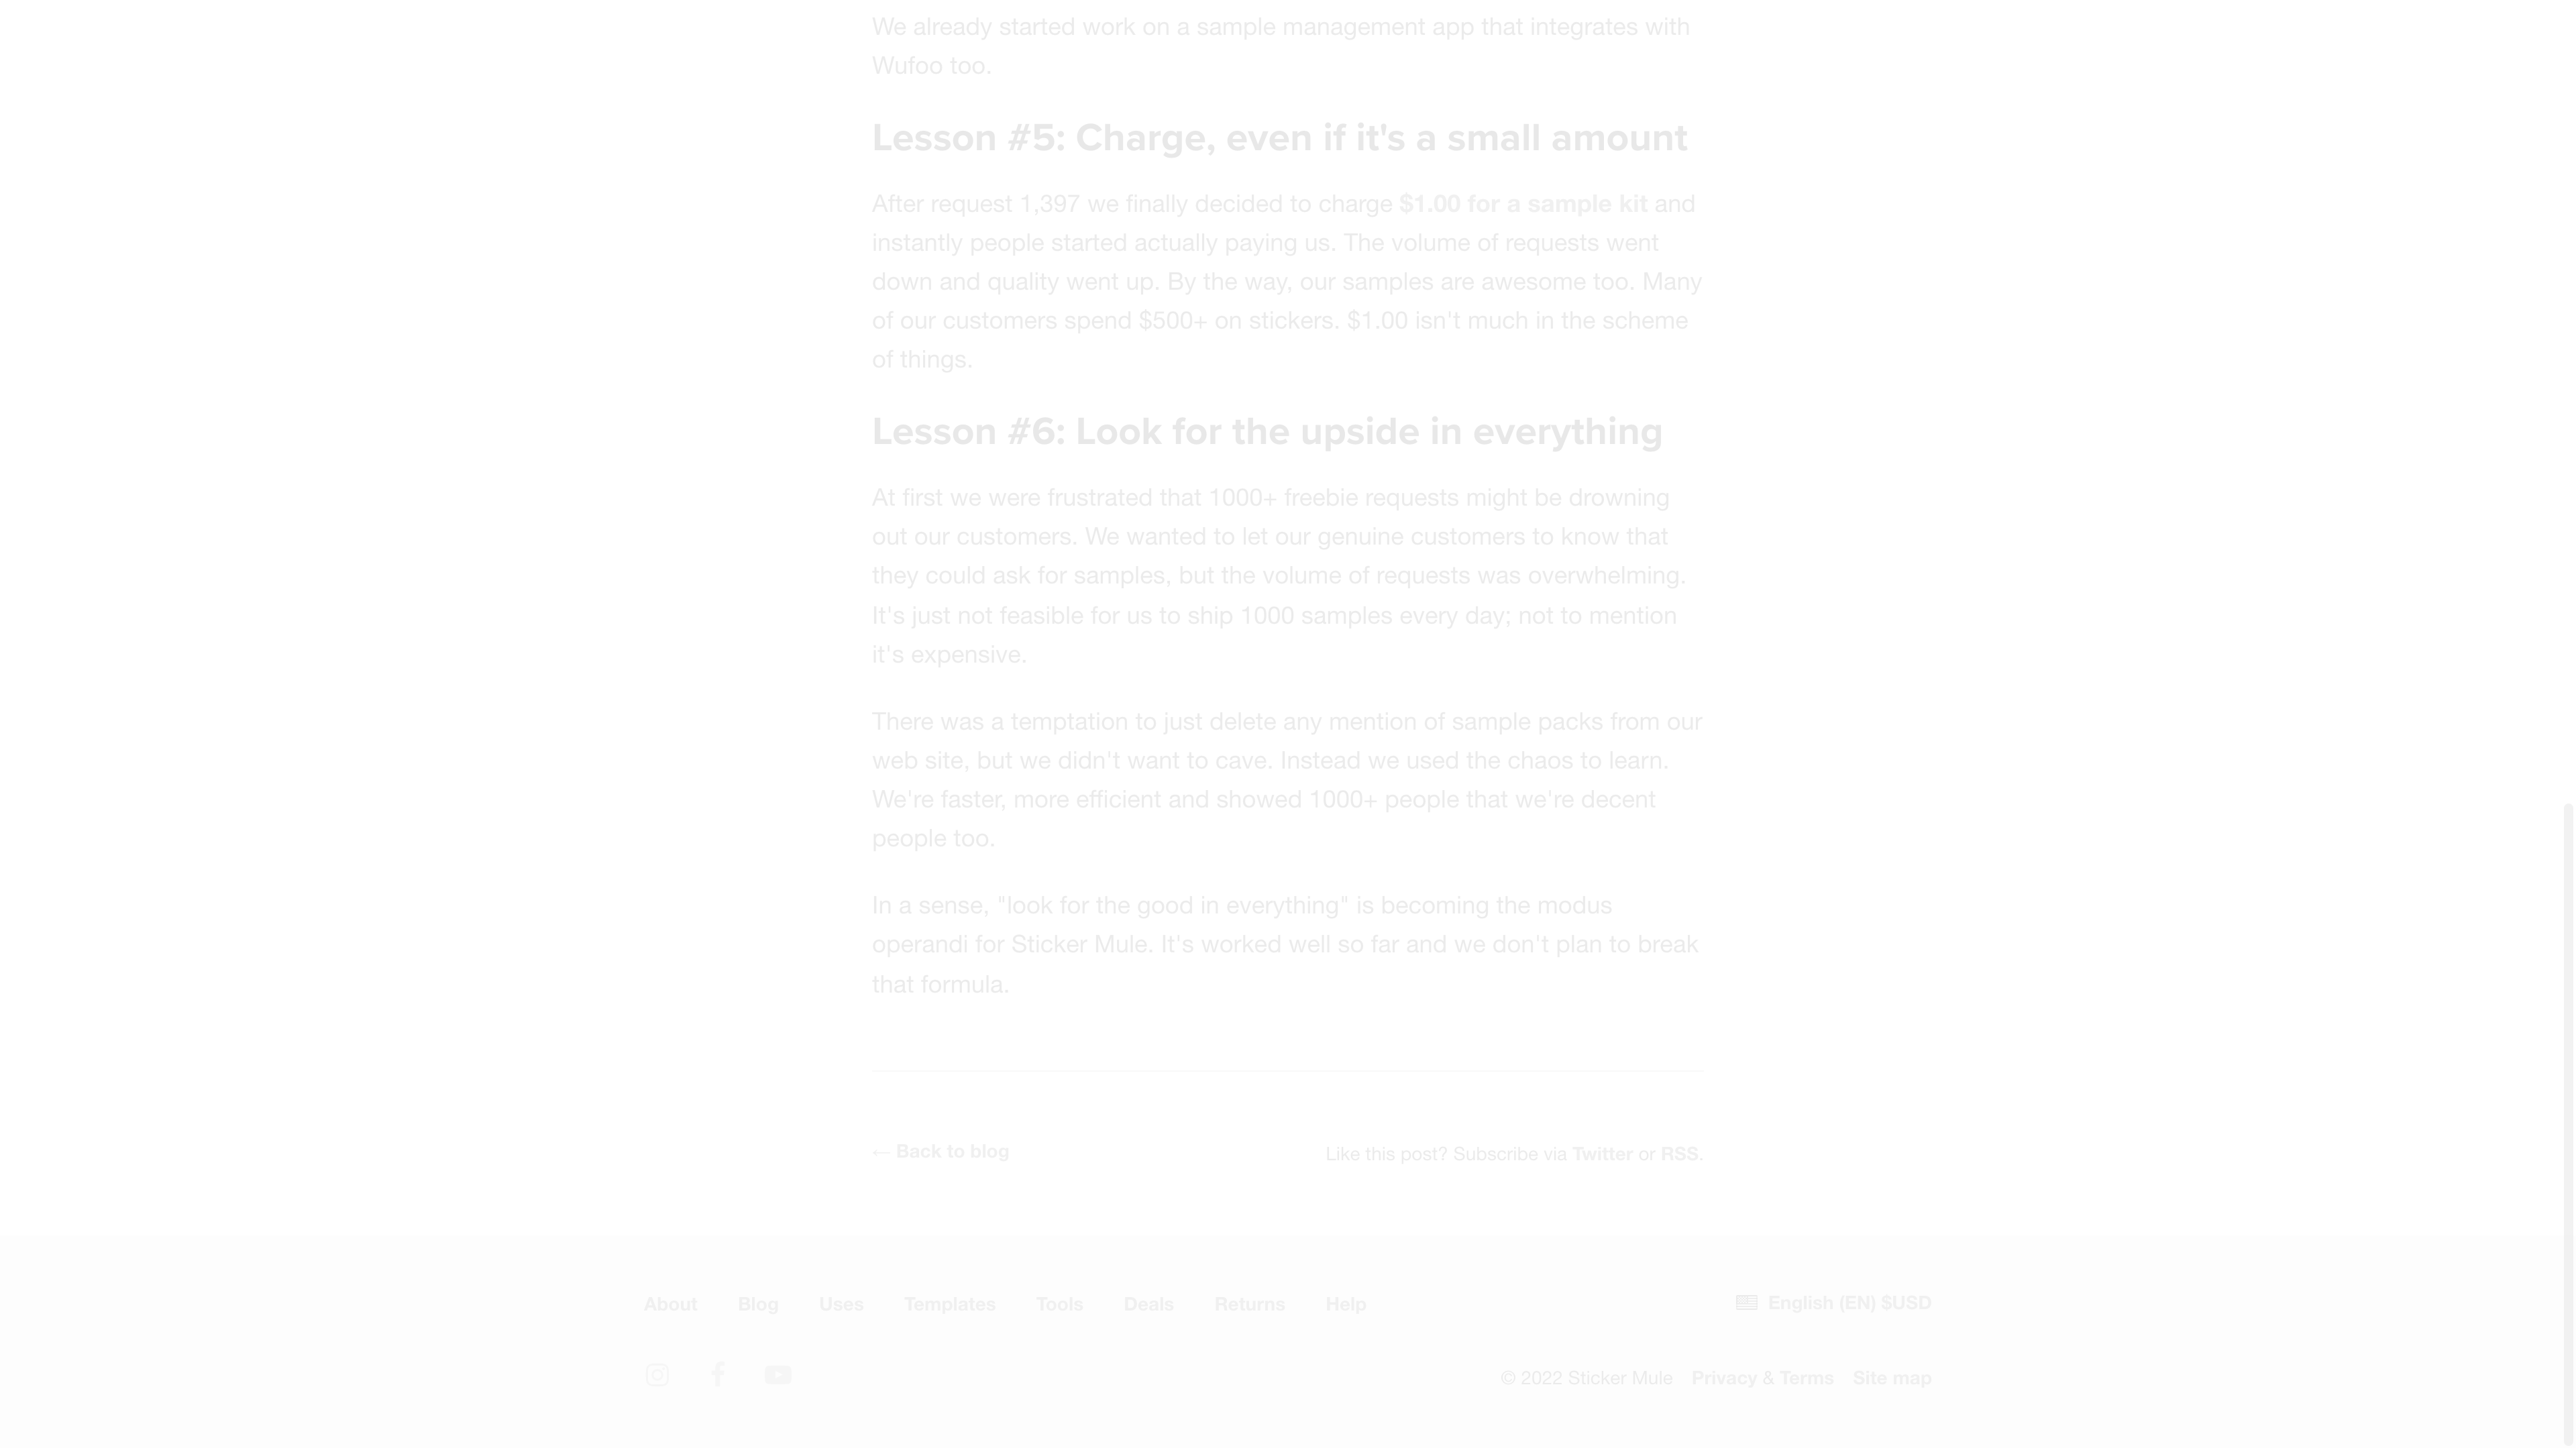 We already started work on a sample management app that integrates with
Wufoo too.
Lesson #5: Charge, even if it's a small amount
After request 1,397 we finally decided to charge $1.00 for a sample kit and
instantly people started actually paying us. The volume of requests went
down and quality went up. By the way, our samples are awesome too. Many
of our customers spend $500+ on stickers. $1.00 isn't much in the scheme
of things.
Lesson #6: Look for the upside in everything
At first we were frustrated that 1000+ freebie requests might be drowning
out our customers. We wanted to let our genuine customers to know that
they could ask for samples, but the volume of requests was overwhelming.
It's just not feasible for us to ship 1000 samples every day; not to mention
it's expensive.
There was a temptation to just delete any mention of sample packs from our
web site, but we didn't want to cave. Instead we used the chaos to learn.
We're faster, more efficient and showed 1000+ people that we're decent
people too.
In a sense, "look for the good in everything" is becoming the modus
operandi for Sticker Mule. It's worked well so far and we don't plan to break
that formula.
← Back to blog Like this post? Subscribe via Twitter or RSS.
About Blog Uses Templates Tools Deals Returns Help English (EN) $USD
© 2022 Sticker Mule Privacy & Terms Site map